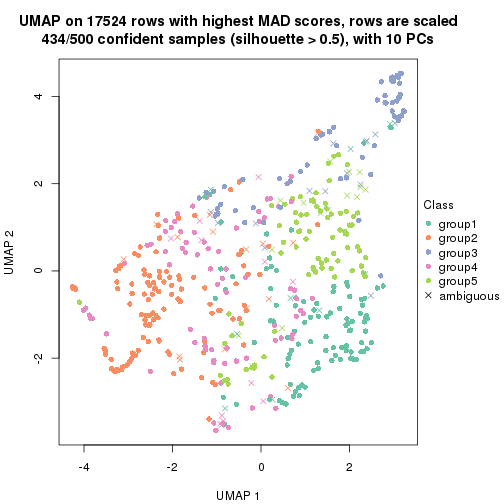 UMAP on 17524 rows with highest MAD scores, rows are scaled
434/500 confident samples (silhouette > 0.5), with 10 PCs
4
2
0
-2
UMAP 2
-4
-2
0
2
UMAP 1
Class
group1
group2
group3
group4
group5
ambiguous